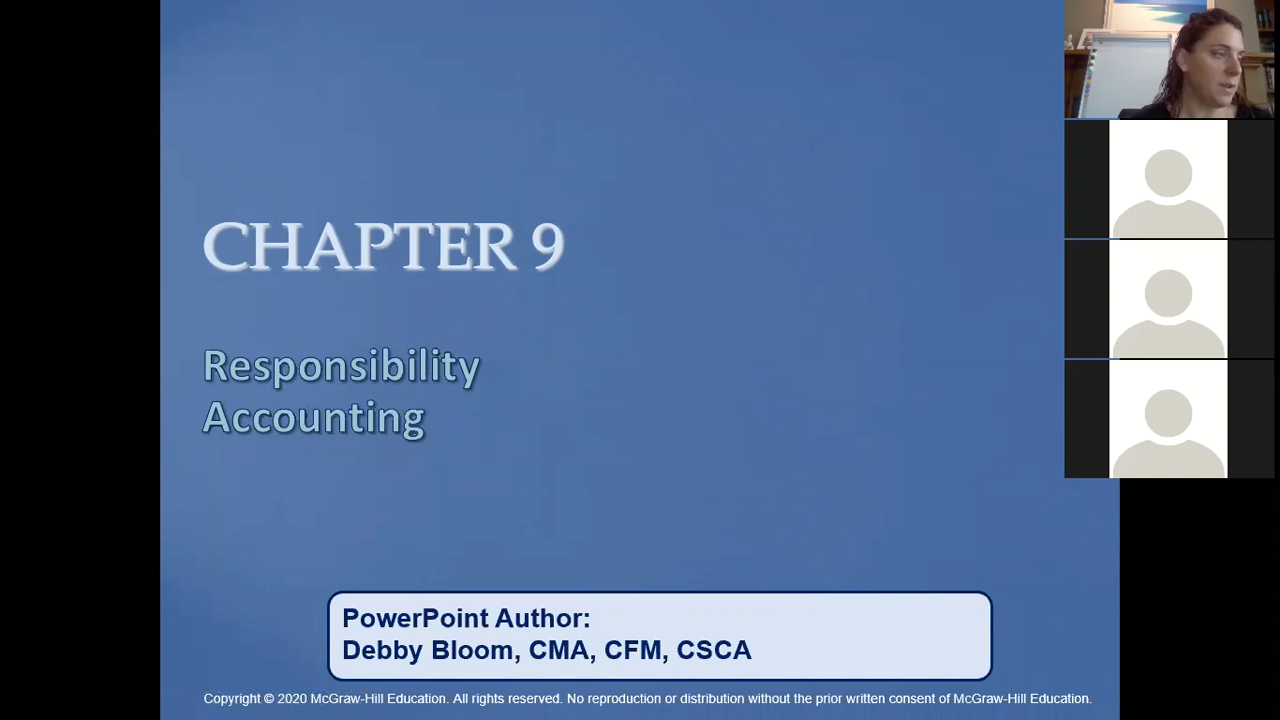 CHAPTER 9
Responsibility
Accounting
PowerPoint Author:
Debby Bloom, CMA, CFM, CSCA
Copyright © 2020 McGraw-Hill Education. All rights reserved. No reproduction or distribution without the prior written consent of McGraw-Hill Education.